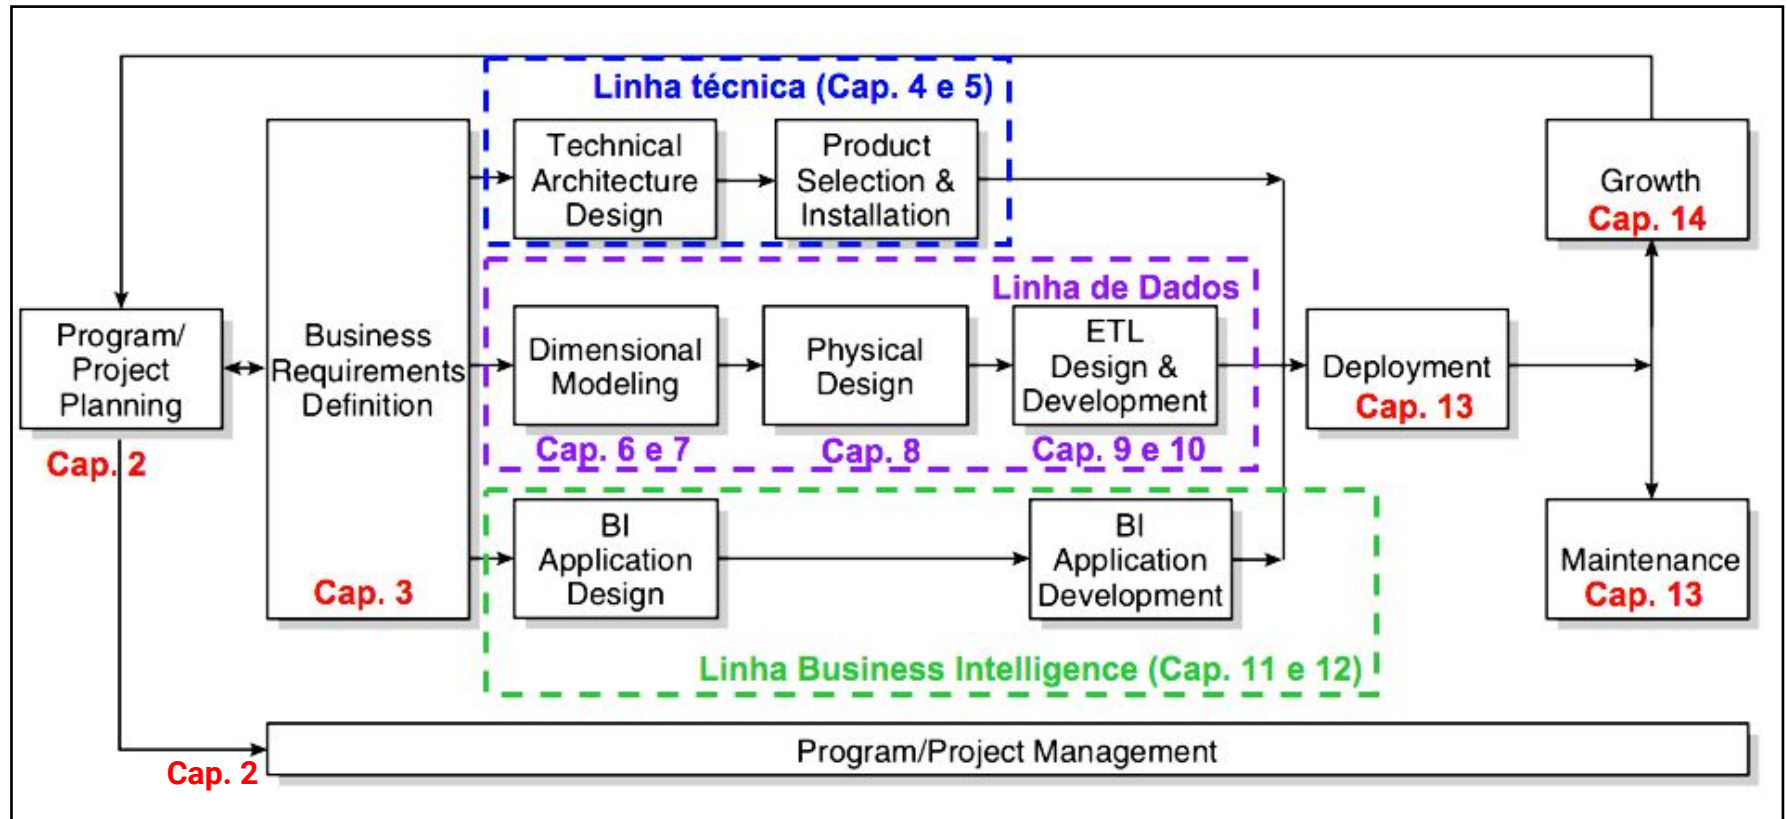 Linha técnica (Cap. 4 e 5)
Technical
Architecture
Design
Product
Selection &
Installation
Growth
Cap. 14
Program/
Project
Planning
Cap. 2
Business
Requirements
Definition
Cap. 3
Linha de Dados
Dimensional
Modeling
Cap. 6 e 7
Physical
Design
Cap. 8
ETL
Design &
Development
Cap. 9 e 10
Deployment
Cap. 13
BI
Application
Design
BI
Application
Development
Linha Business Intelligence (Cap. 11 e 12)
Maintenance
Cap. 13
Cap. 2
Program/Project Management